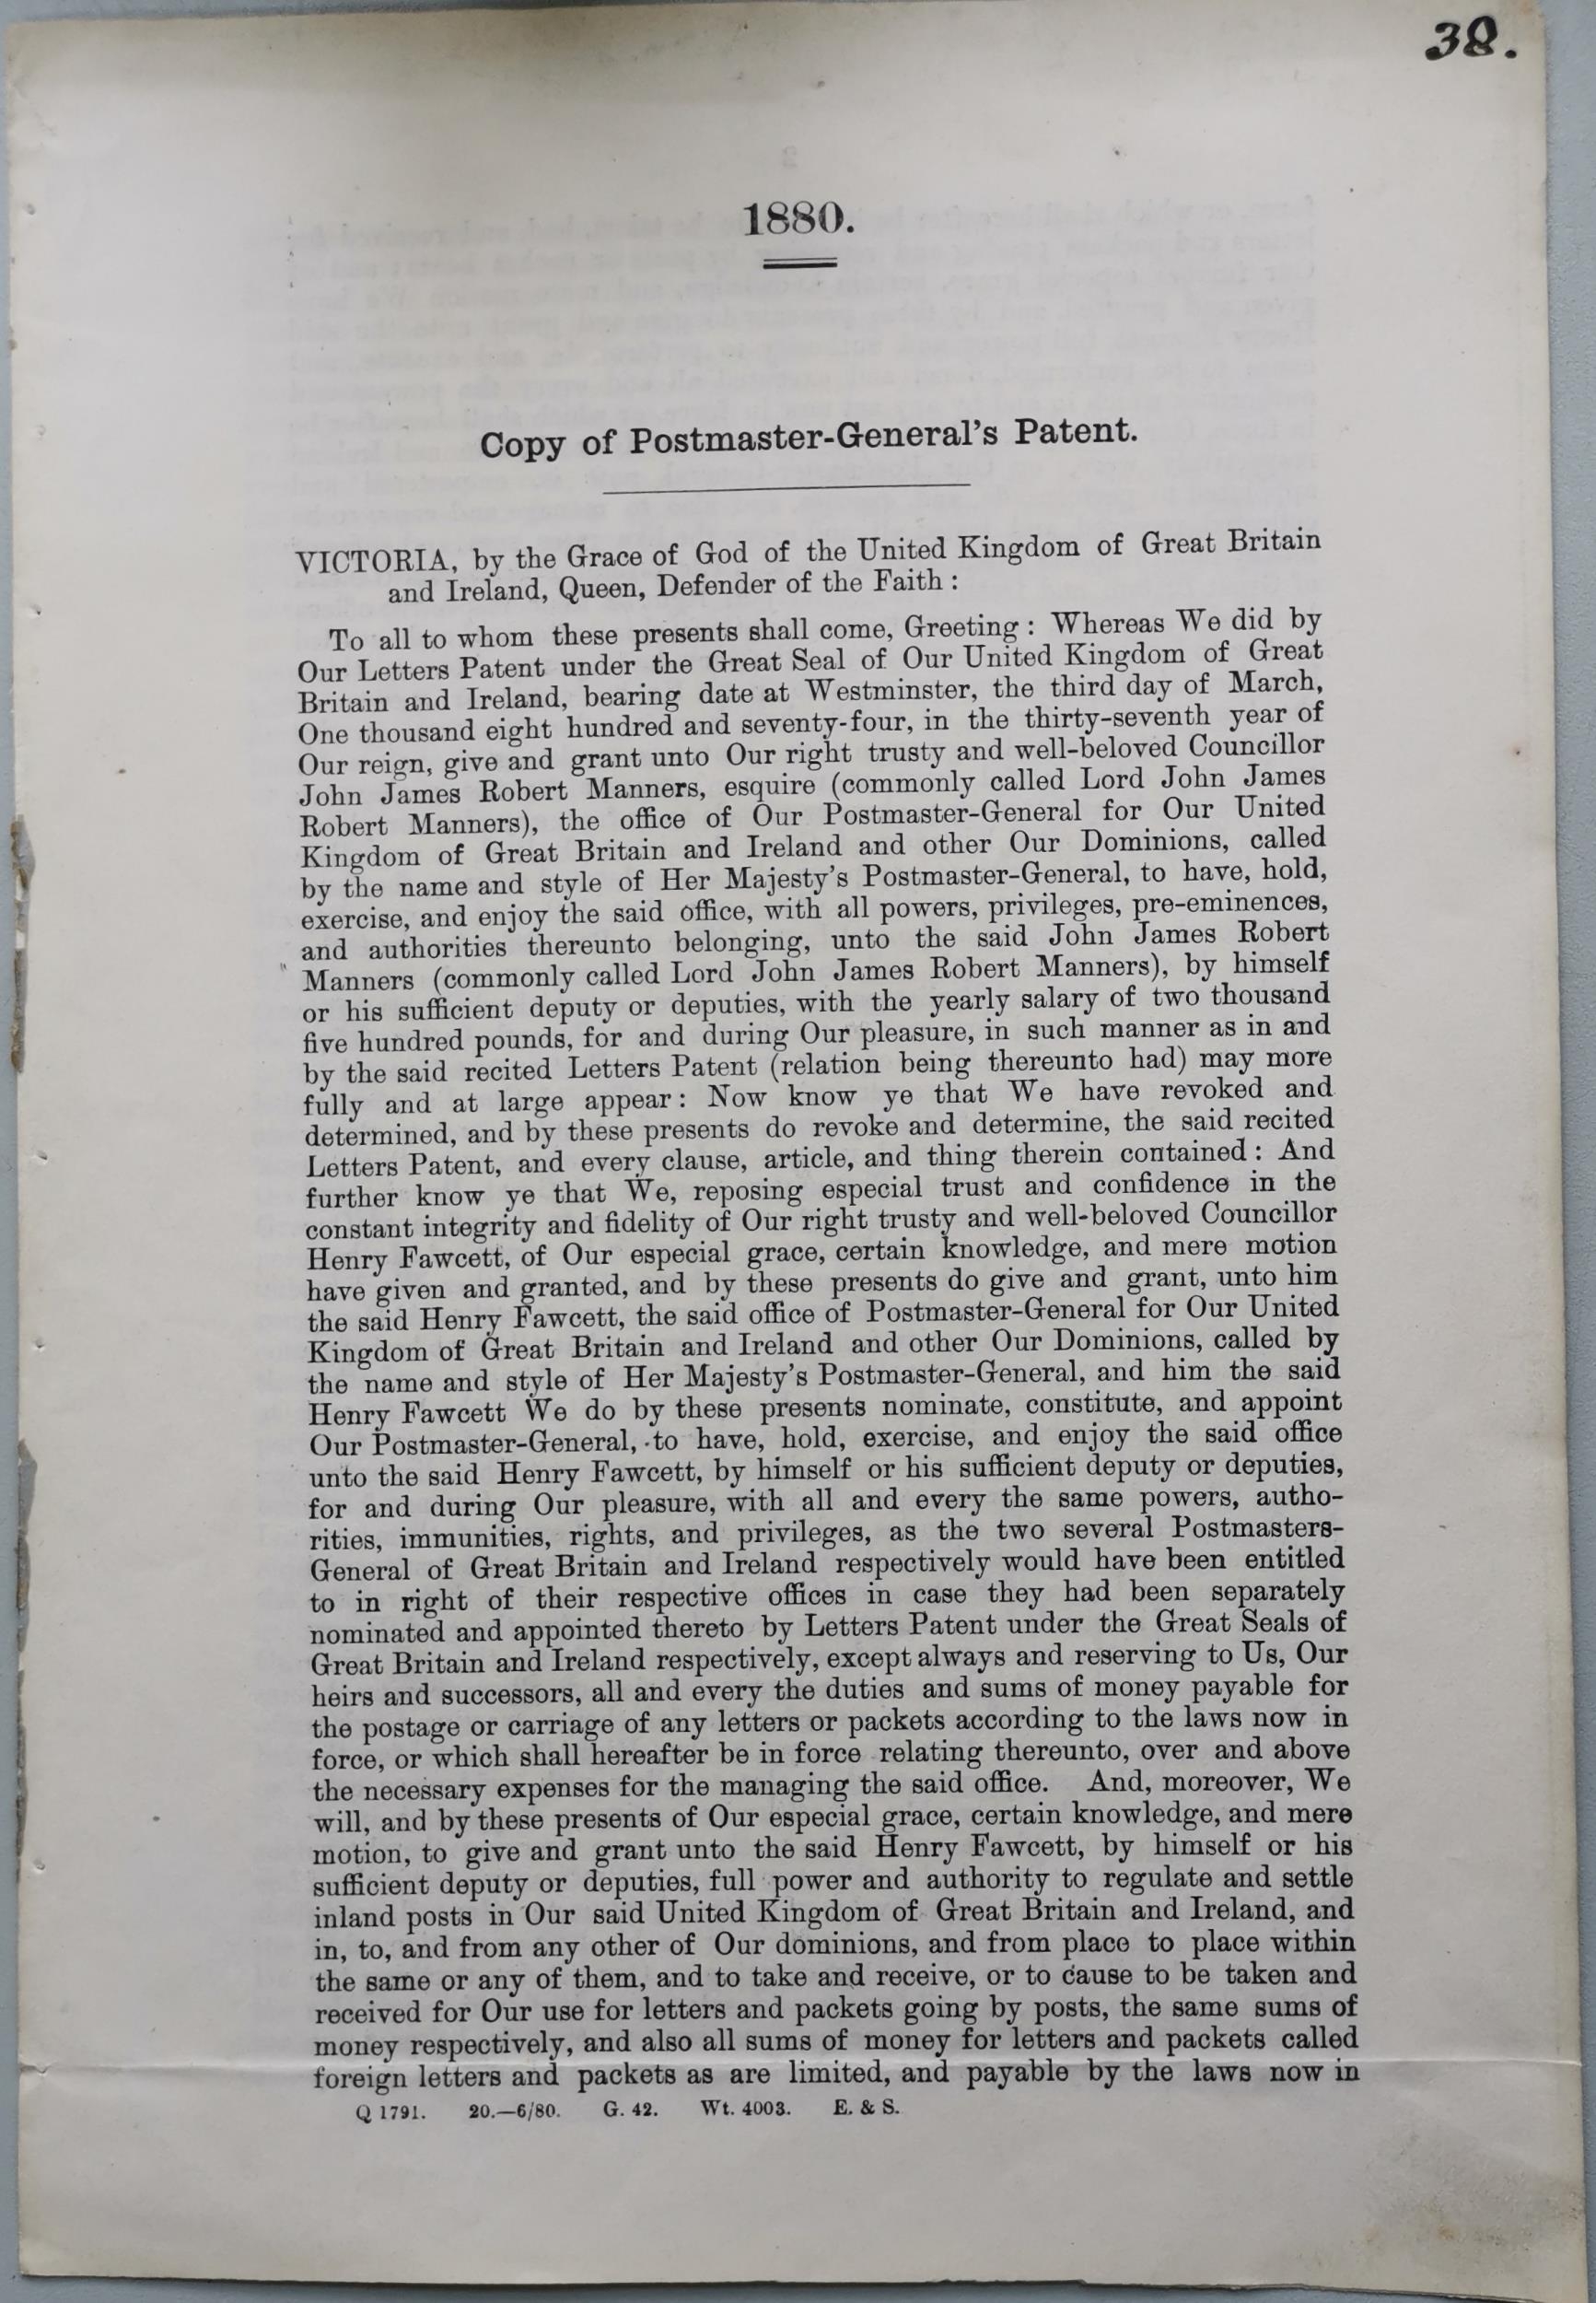 38.
1880.
Copy of Postmaster-General's Patent.
VICTORIA, by the Grace of God of the United Kingdom of Great Britain
and Ireland, Queen, Defender of the Faith :
To all to whom these presents shall come, Greeting : Whereas We did by
Our Letters Patent under the Great Seal of Our United Kingdom of Great
Britain and Ireland, bearing date at Westminster, the third day of March,
One thousand eight hundred and seventy-four, in the thirty-seventh year of
Our reign, give and grant unto Our right trusty and well-beloved Councillor
John James Robert Manners, esquire (commonly called Lord John James
Robert Manners), the office of Our Postmaster-General for Our United
Kingdom of Great Britain and Ireland and other Our Dominions, called
by the name and style of Her Majesty's Postmaster-General, to have, hold,
exercise, and enjoy the said office, with all powers, privileges, pre-eminences,
and authorities thereunto belonging, unto the said John James Robert
Manners (commonly called Lord John James Robert Manners), by himself
or his sufficient deputy or deputies, with the yearly salary of two thousand
five hundred pounds, for and during Our pleasure, in such manner as in and
by the said recited Letters Patent (relation being thereunto had) may more
fully and at large appear : Now know ye that We have revoked and
determined, and by these presents do revoke and determine, the said recited
Letters Patent, and every clause, article, and thing therein contained : And
further know ye that We, reposing especial trust and confidence in the
constant integrity and fidelity of Our right trusty and well-beloved Councillor
Henry Fawcett, of Our especial grace, certain knowledge, and mere motion
have given and granted, and by these presents do give and grant, unto him
the said Henry Fawcett, the said office of Postmaster-General for Our United
Kingdom of Great Britain and Ireland and other Our Dominions, called by
the name and style of Her Majesty's Postmaster-General, and him the said
Henry Fawcett We do by these presents nominate, constitute, and appoint
Our Postmaster-General, to have, hold, exercise, and enjoy the said office
unto the said Henry Fawcett, by himself or his sufficient deputy or deputies,
for and during Our pleasure, with all and every the same powers, autho-
rities, immunities, rights, and privileges, as the two several Postmasters-
General of Great Britain and Ireland respectively would have been entitled
to in right of their respective offices in case they had been separately
nominated and appointed thereto by Letters Patent under the Great Seals of
Great Britain and Ireland respectively, except always and reserving to Us, Our
heirs and successors, all and every the duties and sums of money payable for
the postage or carriage of any letters or packets according to the laws now in
force, or which shall hereafter be in force relating thereunto, over and above
the necessary expenses for the managing the said office. And, moreover, We
will, and by these presents of Our especial grace, certain knowledge, and mere
motion, to give and grant unto the said Henry Fawcett, by himself or his
sufficient deputy or deputies, full power and authority to regulate and settle
inland posts in Our said United Kingdom of Great Britain and Ireland, and
in, to, and from any other of Our dominions, and from place to place within
the same or any of them, and to take and receive, or to cause to be taken and
received for Our use for letters and packets going by posts, the same sums of
money respectively, and also all sums of money for letters and packets called
foreign letters and packets as are limited, and payable by the laws now in
Q 1791. 20.—6/80. G. 42. Wt. 4003. E. & S.